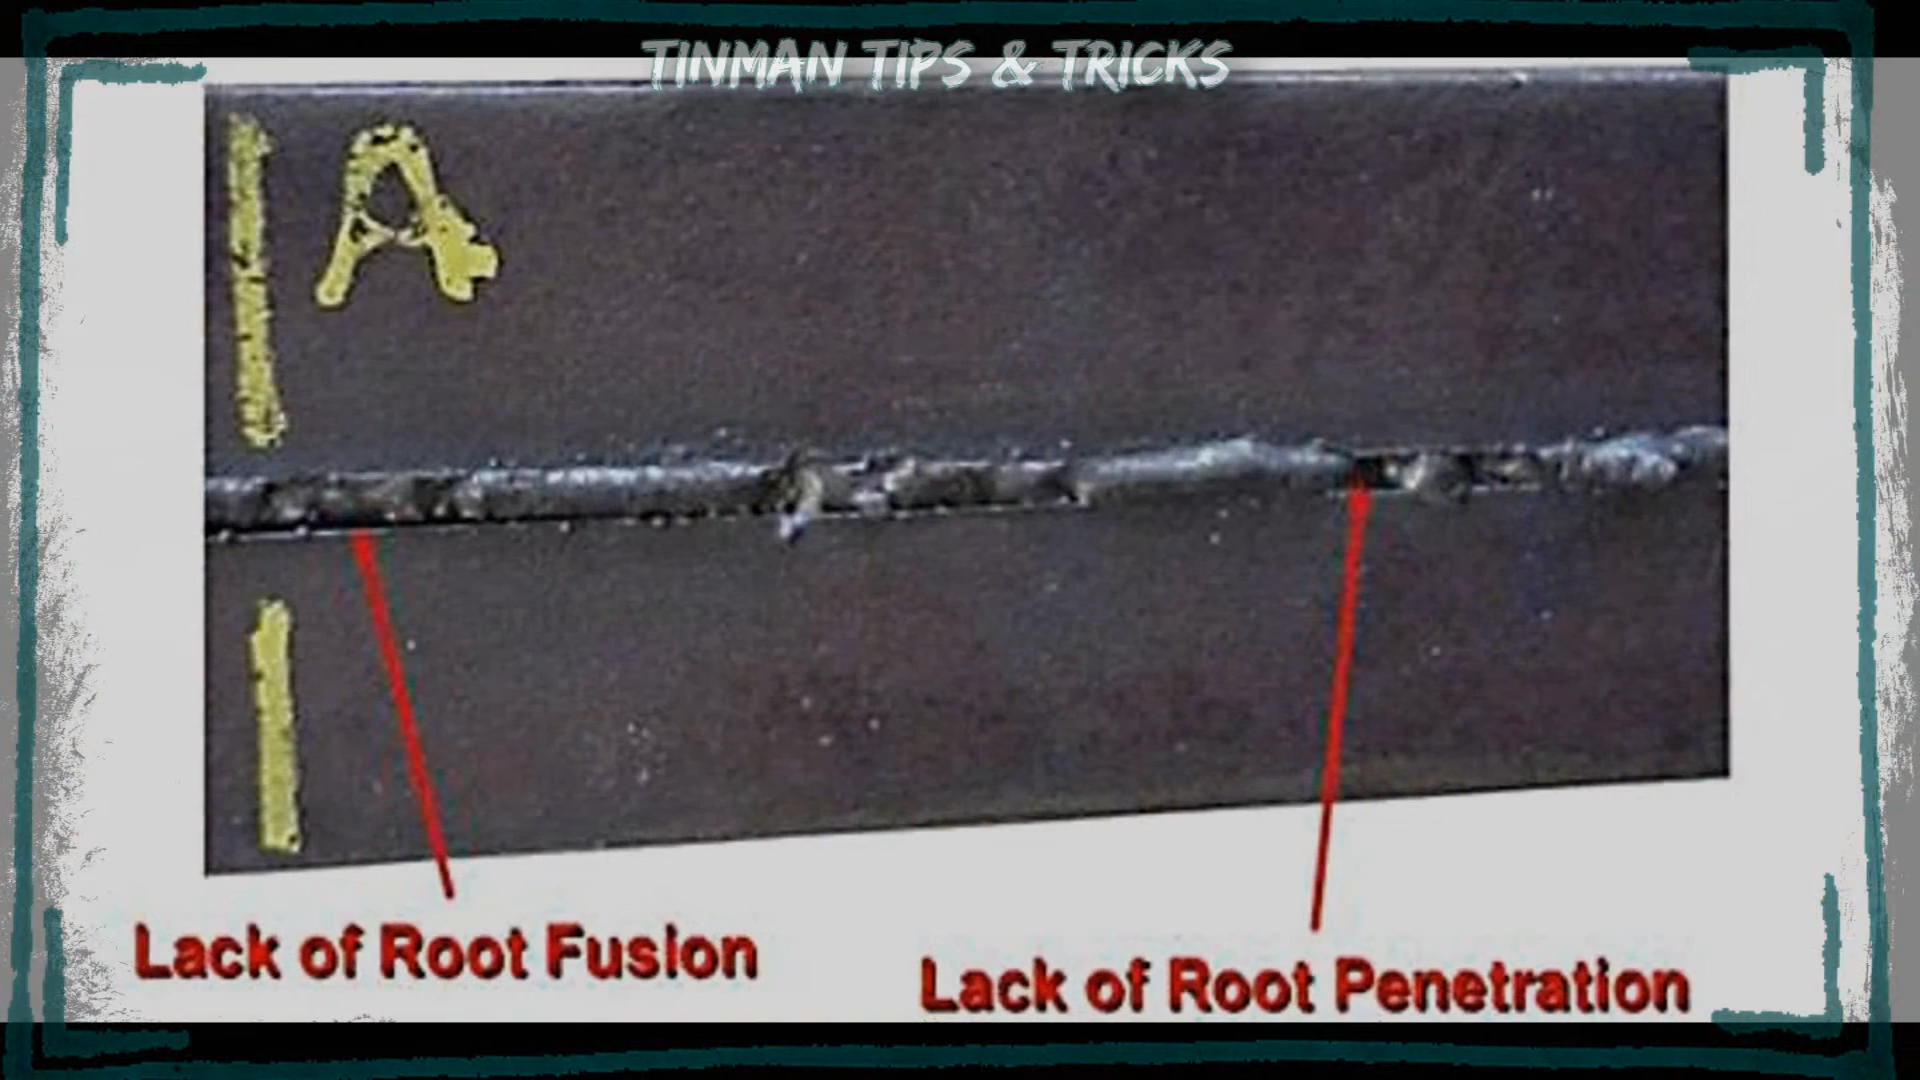 TINMAN TIPS & TRICKS
1A
1
Lack of Root Fusion
Lack of Root Penetration